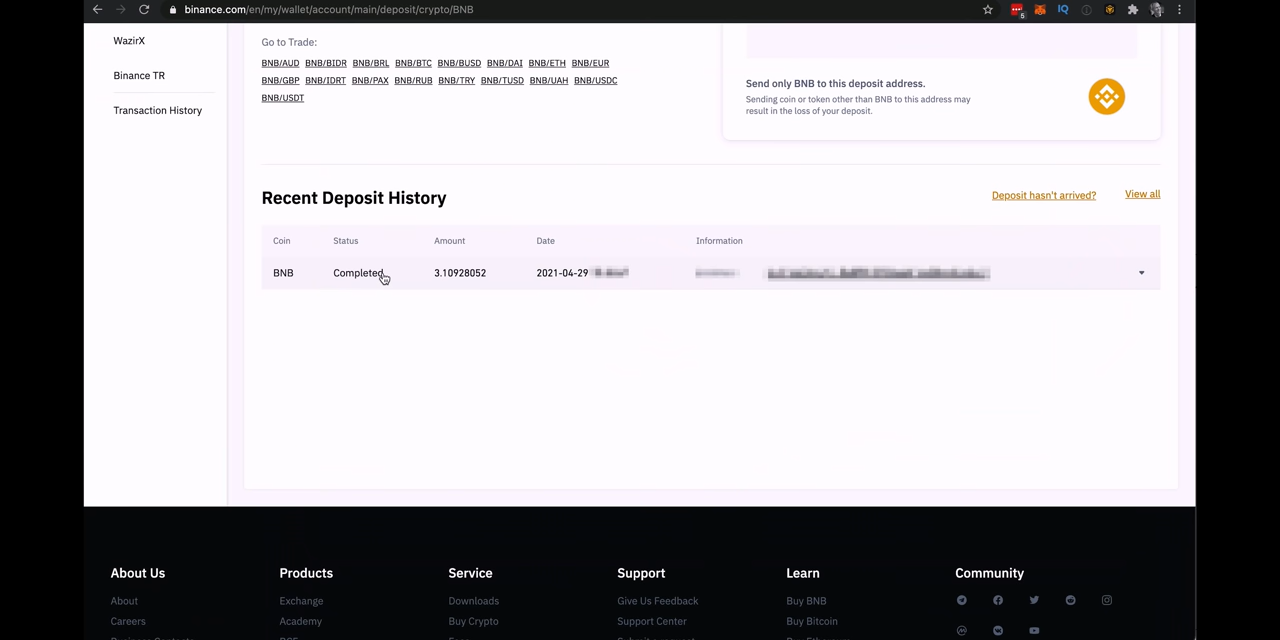 binance.com/en/my/wallet/account/main/deposit/crypto/BNB
6
IQ
WazirX
Binance TR
Transaction History
Go to Trade:
BNB/AUD BNB/BIDR BNB/BRL BNB/BTC BNB/BUSD BNB/DAI BNB/ETH BNB/EUR
BNB/GBP BNB/IDRT BNB/PAX BNB/RUB BNB/TRY BNB/TUSD BNB/UAH BNB/USDC
BNB/USDT
Send only BNB to this deposit address.
Sending coin or token other than BNB to this address may
result in the loss of your deposit.
Recent Deposit History
Deposit hasn't arrived? View all
Coin Status Amount Date Information
BNB Completed 3.10928052 2021-04-29
About Us Products Service Support Learn Community
About Exchange Downloads Give Us Feedback Buy BNB
Careers Academy Buy Crypto Support Center Buy Bitcoin